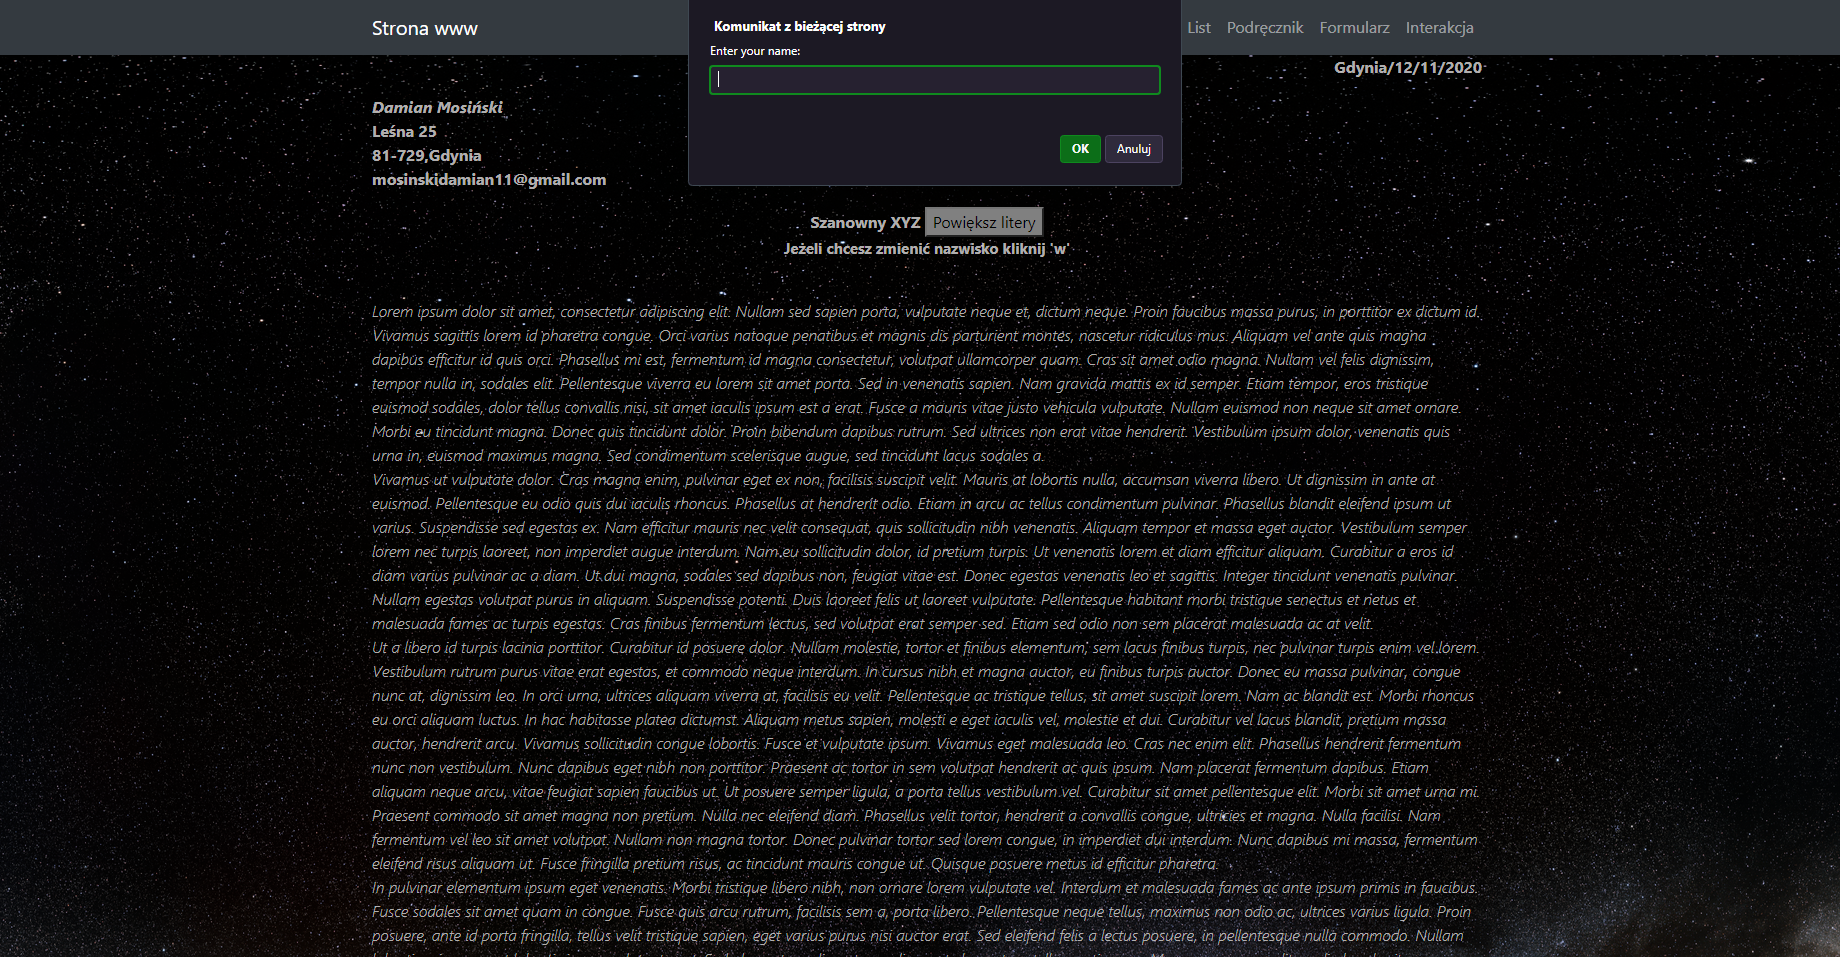 Strona www
List Podręcznik Formularz Interakcja
Komunikat z bieżącej strony
Enter your name:
OK Anuluj
Gdynia/12/11/2020
Damian Mosiński
Leśna 25
81-729,Gdynia
mosinskidamian11@gmail.com
Szanowny XYZ Powiększ litery
Jeżeli chcesz zmienić nazwisko kliknij 'w'
Lorem ipsum dolor sit amet, consectetur adipiscing elit. Nullam sed sapien porta, vulputate neque et, dictum neque. Proin faucibus massa purus, in porttitor ex dictum id.
Vivamus sagittis lorem id pharetra congue. Orci varius natoque penatibus et magnis dis parturient montes, nascetur ridiculus mus. Aliquam vel ante quis magna
dapibus efficitur id quis orci. Phasellus mi est, fermentum id magna consectetur, volutpat ullamcorper quam. Cras sit amet odio magna. Nullam vel felis dignissim,
tempor nulla in, sodales elit. Pellentesque viverra eu lorem sit amet porta. Sed in venenatis sapien. Nam gravida mattis ex id semper. Etiam tempor, eros tristique
euismod sodales, dolor tellus convallis nisi, sit amet iaculis ipsum est a erat. Fusce a mauris vitae justo vehicula vulputate. Nullam euismod non neque sit amet ornare.
Morbi eu tincidunt magna. Donec quis tincidunt dolor. Proin bibendum dapibus rutrum. Sed ultrices non erat vitae hendrerit. Vestibulum ipsum dolor, venenatis quis
urna in, euismod maximus magna. Sed condimentum scelerisque augue, sed tincidunt lacus sodales a.
Vivamus ut vulputate dolor. Cras magna enim, pulvinar eget ex non, facilisis suscipit velit. Mauris at lobortis nulla, accumsan viverra libero. Ut dignissim in ante at
euismod. Pellentesque eu odio quis dui iaculis rhoncus. Phasellus at hendrerit odio. Etiam in arcu ac tellus condimentum pulvinar. Phasellus blandit eleifend ipsum ut
varius. Suspendisse sed egestas ex. Nam efficitur mauris nec velit consequat, quis sollicitudin nibh venenatis. Aliquam tempor et massa eget auctor. Vestibulum semper
lorem nec turpis laoreet, non imperdiet augue interdum. Nam eu sollicitudin dolor, id pretium turpis. Ut venenatis lorem et diam efficitur aliquam. Curabitur a eros id
diam varius pulvinar ac a diam. Ut dui magna, sodales sed dapibus non, feugiat vitae est. Donec egestas venenatis leo et sagittis. Integer tincidunt venenatis pulvinar.
Nullam egestas volutpat purus in aliquam. Suspendisse potenti. Duis laoreet felis ut laoreet vulputate. Pellentesque habitant morbi tristique senectus et netus et
malesuada fames ac turpis egestas. Cras finibus fermentum lectus, sed volutpat erat semper sed. Etiam sed odio non sem placerat malesuada ac at velit.
Ut a libero id turpis lacinia porttitor. Curabitur id posuere dolor. Nullam molestie, tortor et finibus elementum, sem lacus finibus turpis, nec pulvinar turpis enim vel lorem.
Vestibulum rutrum purus vitae erat egestas, et commodo neque interdum. In cursus nibh et magna auctor, eu finibus turpis auctor. Donec eu massa pulvinar, congue
nunc at, dignissim leo. In orci urna, ultrices aliquam viverra at, facilisis eu velit. Pellentesque ac tristique tellus, sit amet suscipit lorem. Nam ac blandit est. Morbi rhoncus
eu orci aliquam luctus. In hac habitasse platea dictumst. Aliquam metus sapien, molesti e eget iaculis vel, molestie et dui. Curabitur vel lacus blandit, pretium massa
auctor, hendrerit arcu. Vivamus sollicitudin congue lobortis. Fusce et vulputate ipsum. Vivamus eget malesuada leo. Cras nec enim elit. Phasellus hendrerit fermentum
nunc non vestibulum. Nunc dapibus eget nibh non porttitor. Praesent ac tortor in sem volutpat hendrerit ac quis ipsum. Nam placerat fermentum dapibus. Etiam
aliquam neque arcu, vitae feugiat sapien faucibus ut. Ut posuere semper ligula, a porta tellus vestibulum vel. Curabitur sit amet pellentesque elit. Morbi sit amet urna mi.
Praesent commodo sit amet magna non pretium. Nulla nec eleifend diam. Phasellus velit tortor, hendrerit a convallis congue, ultricies et magna. Nulla facilisi. Nam
fermentum vel leo sit amet volutpat. Nullam non magna tortor. Donec pulvinar tortor sed lorem congue, in imperdiet dui interdum. Nunc dapibus mi massa, fermentum
eleifend risus aliquam ut. Fusce fringilla pretium risus, ac tincidunt mauris congue ut. Quisque posuere metus id efficitur pharetra.
In pulvinar elementum ipsum eget venenatis. Morbi tristique libero nibh, non ornare lorem vulputate vel. Interdum et malesuada fames ac ante ipsum primis in faucibus.
Fusce sodales sit amet quam in congue. Fusce quis arcu rutrum, facilisis sem a, porta libero. Pellentesque neque tellus, maximus non odio ac, ultrices varius ligula. Proin
posuere, ante id porta fringilla, tellus velit tristique sapien, eget varius purus nisi auctor erat. Sed eleifend felis a lectus posuere, in pellentesque nulla commodo. Nullam